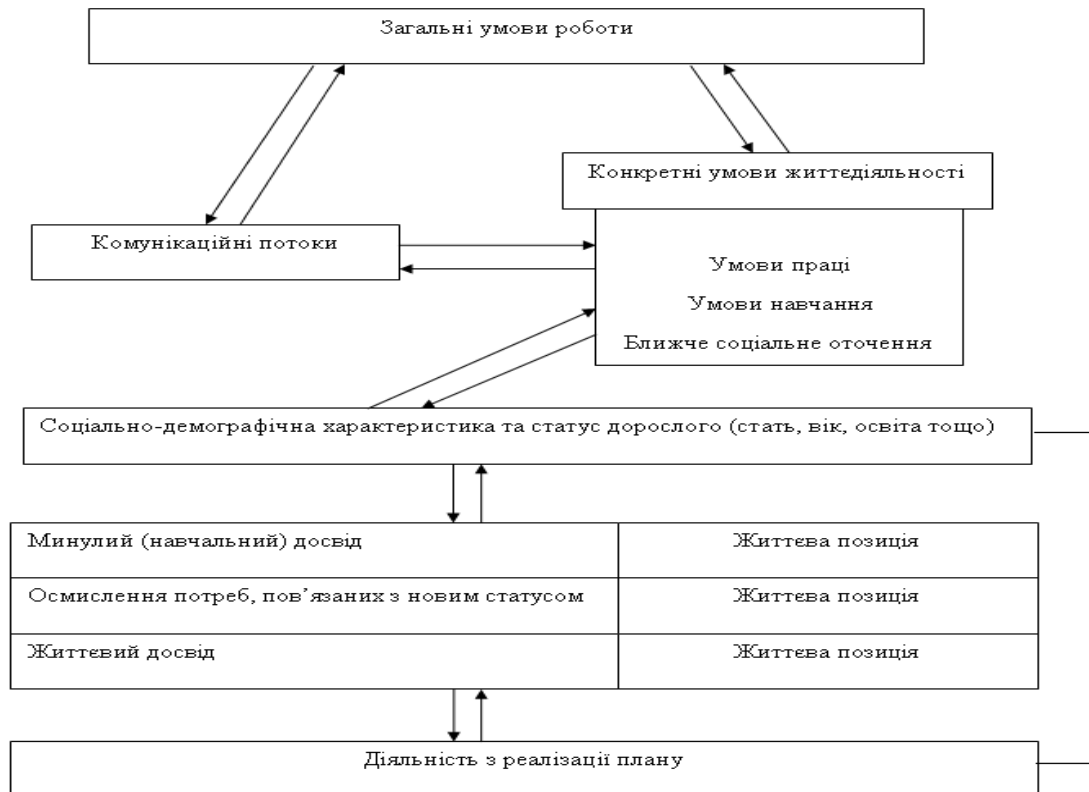 Загальні умови роботи
Конкретні умови життєдіяльності
Комунікаційні потоки
Умови праці
Умови навчання
Ближче соціальне оточення
Соціально-демографічна характеристика та статус дорослого (стать, вік, освіта тощо)
Минулий (навчальний) досвід
Життєва позиція
Осмислення потреб, пов’язаних з новим статусом
Життєва позиція
Життєвий досвід
Життєва позиція
Діяльність з реалізації плану